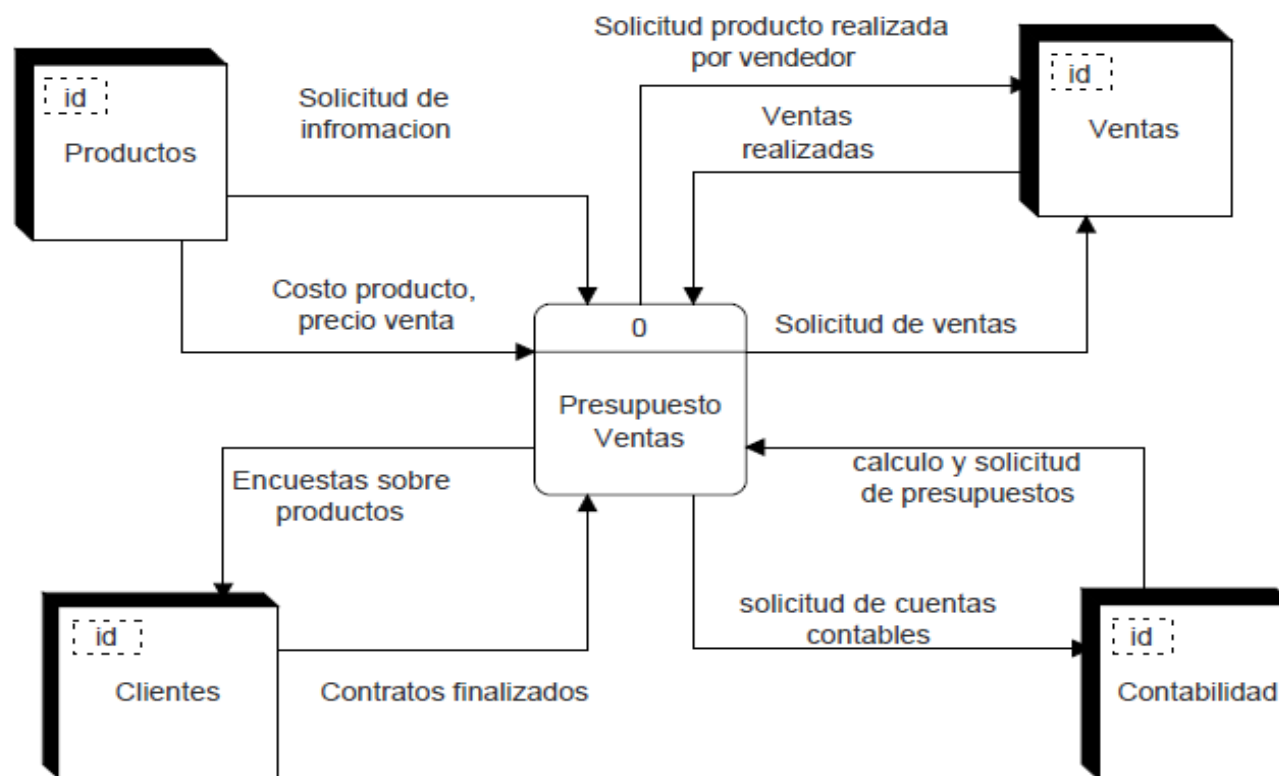 Solicitud producto realizada
por vendedor
id
Productos
Solicitud de
infromacion
Ventas
realizadas
id
Ventas
Costo producto,
precio venta
0
Presupuesto
Ventas
Solicitud de ventas
Encuestas sobre
productos
calculo y solicitud
de presupuestos
id
Clientes
Contratos finalizados
solicitud de cuentas
contables
id
Contabilidad